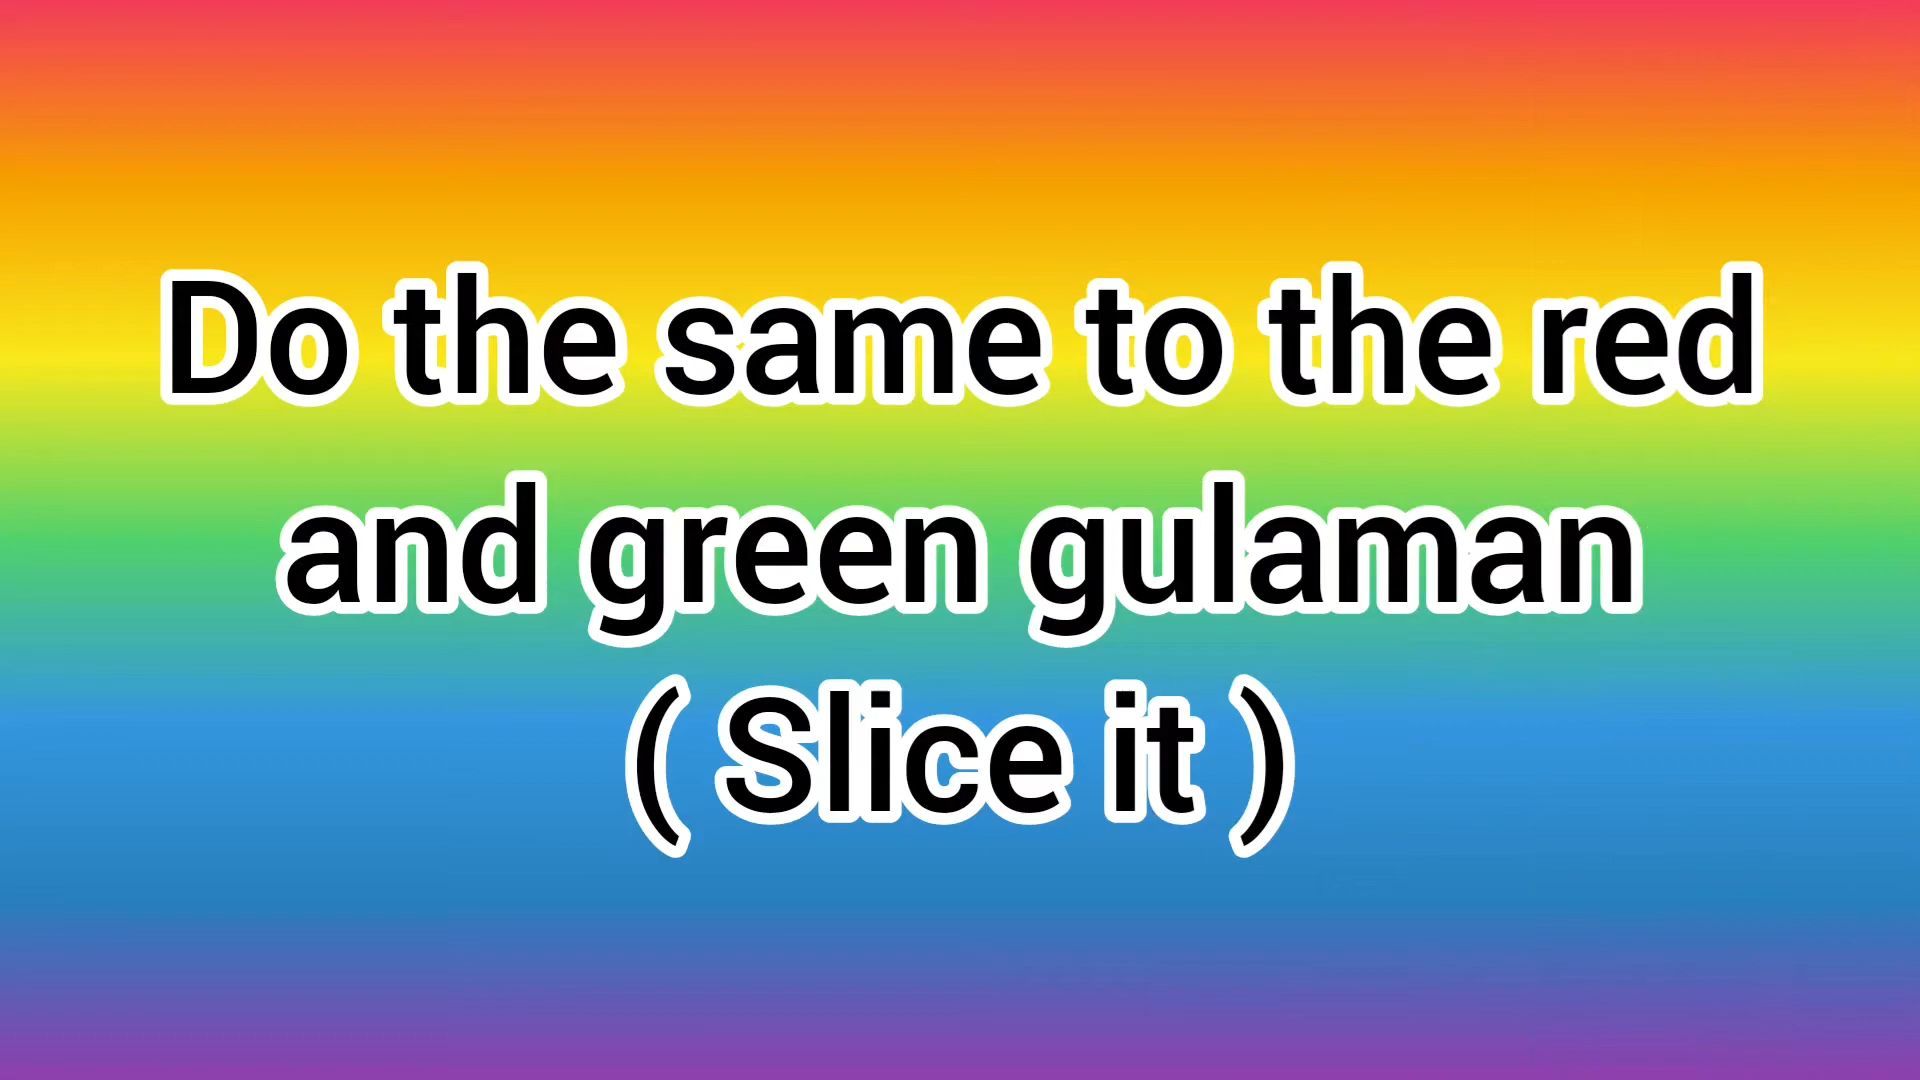 Do the same to the red
and green gulaman
( Slice it )